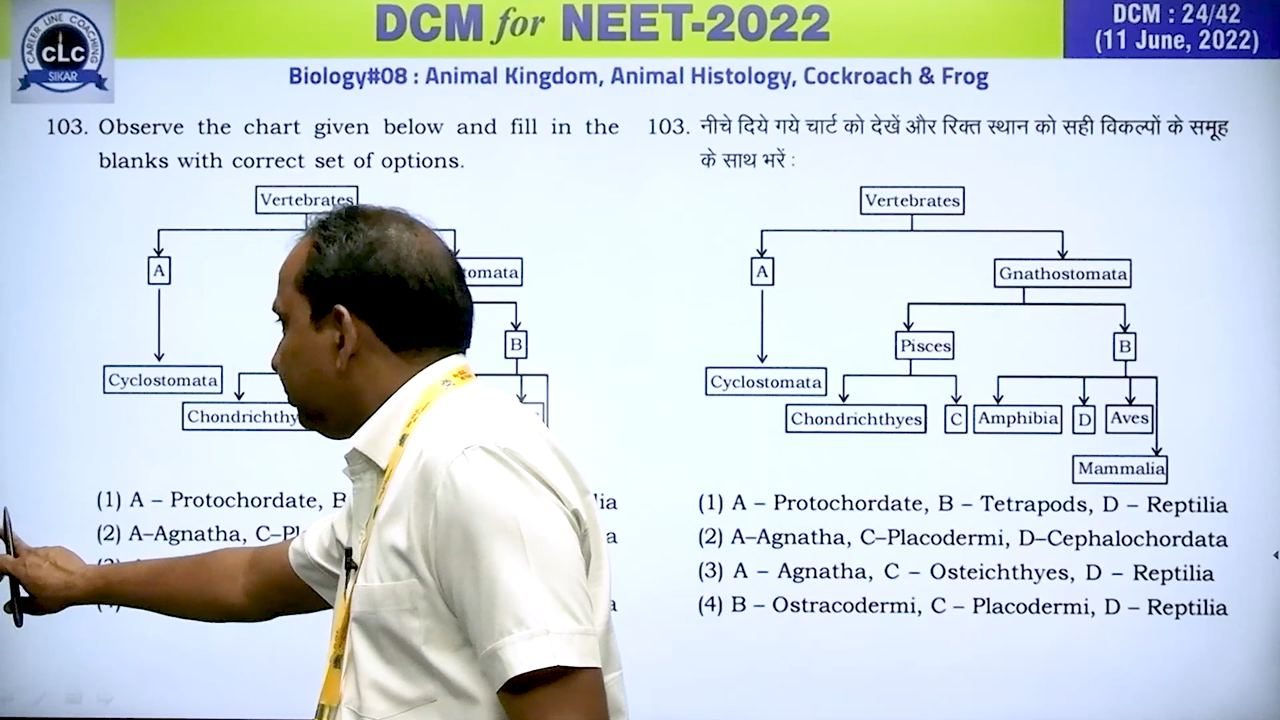 DCM for NEET-2022
DCM : 24/42
(11 June, 2022)
CAREER LINE COACHING
CLC
SIKAR
Biology#08 : Animal Kingdom, Animal Histology, Cockroach & Frog
103. Observe the chart given below and fill in the
blanks with correct set of options.
Vertebrates
A
omata
B
Cyclostomata
Chondrichthy
(1) A – Protochordate, B
lia
(2) A–Agnatha, C–Pl
a
103. नीचे दिये गये चार्ट को देखें और रिक्त स्थान को सही विकल्पों के समूह
के साथ भरें :
Vertebrates
A
Gnathostomata
Pisces
B
Cyclostomata
Chondrichthyes
C
Amphibia
D
Aves
Mammalia
(1) A – Protochordate, B – Tetrapods, D – Reptilia
(2) A–Agnatha, C–Placodermi, D–Cephalochordata
(3) A – Agnatha, C – Osteichthyes, D – Reptilia
(4) B – Ostracodermi, C – Placodermi, D – Reptilia